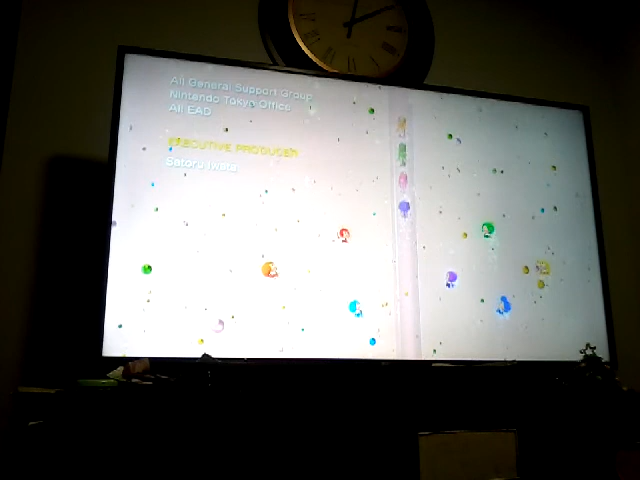 All General Support Group
Nintendo Tokyo Office
All EAD
EXECUTIVE PRODUCER
Satoru Iwata